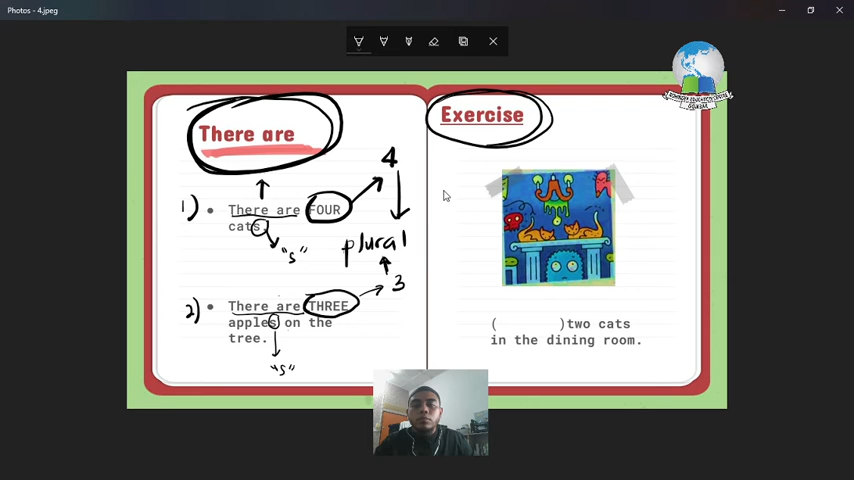 Photos - 4.jpeg
There are
1) • There are FOUR
cats.
"s"
4
plural
3
2) • There are THREE
apples on the
tree.
"s"
Exercise
( )two cats
in the dining room.